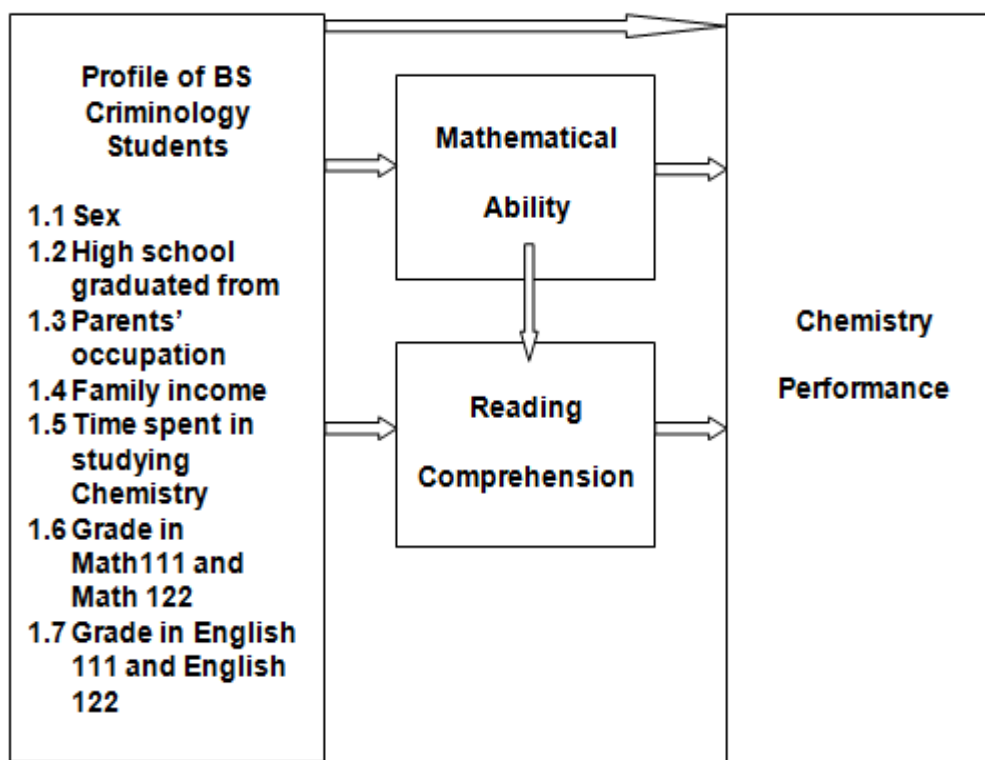 Profile of BS
Criminology
Students
1.1 Sex
1.2 High school
graduated from
1.3 Parents’
occupation
1.4 Family income
1.5 Time spent in
studying
Chemistry
1.6 Grade in
Math111 and
Math 122
1.7 Grade in English
111 and English
122
Mathematical
Ability
Reading
Comprehension
Chemistry
Performance